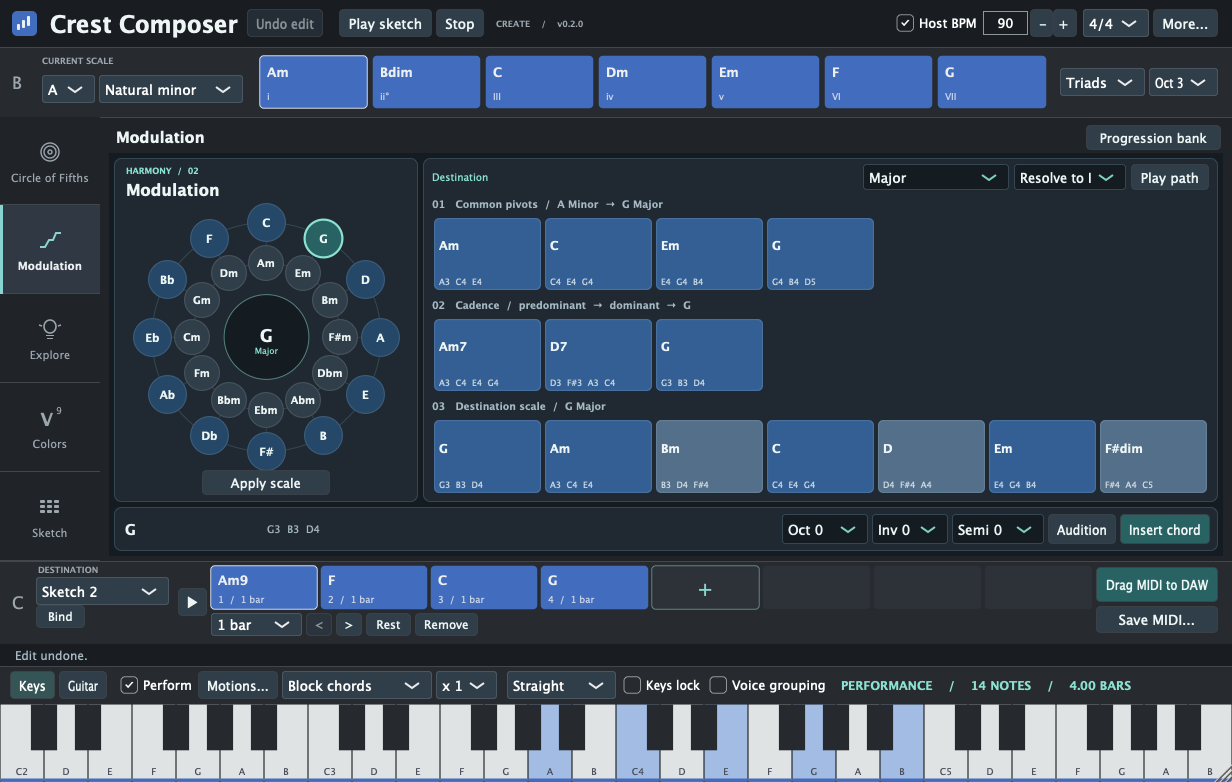 Crest Composer
Undo edit
Play sketch
Stop
CREATE / v0.2.0
Host BPM
90
-
+
4/4
More...
B
CURRENT SCALE
A
Natural minor
Am
i
Bdim
ii°
C
III
Dm
iv
Em
v
F
VI
G
VII
Triads
Oct 3
Circle of Fifths
Modulation
Explore
V9
Colors
Sketch
Modulation
Progression bank
HARMONY / 02
Modulation
C
F
G
Am
Dm
Em
Bb
D
Gm
Bm
Eb
Cm
G
Major
F#m
A
Fm
Dbm
Ab
E
Bbm
Abm
Ebm
Db
B
F#
Apply scale
Destination
Major
Resolve to I
Play path
01 Common pivots / A Minor → G Major
Am
A3 C4 E4
C
C4 E4 G4
Em
E4 G4 B4
G
G4 B4 D5
02 Cadence / predominant → dominant → G
Am7
A3 C4 E4 G4
D7
D3 F#3 A3 C4
G
G3 B3 D4
03 Destination scale / G Major
G
G3 B3 D4
Am
A3 C4 E4
Bm
B3 D4 F#4
C
C4 E4 G4
D
D4 F#4 A4
Em
E4 G4 B4
F#dim
F#4 A4 C5
G
G3 B3 D4
Oct 0
Inv 0
Semi 0
Audition
Insert chord
C
DESTINATION
Sketch 2
Bind
Am9
1 / 1 bar
F
2 / 1 bar
C
3 / 1 bar
G
4 / 1 bar
+
1 bar
<
>
Rest
Remove
Drag MIDI to DAW
Save MIDI...
Edit undone.
Keys
Guitar
Perform
Motions...
Block chords
x 1
Straight
Keys lock
Voice grouping
PERFORMANCE / 14 NOTES / 4.00 BARS
C2 D E F G A B C3 D E F G A B C4 D E F G A B C5 D E F G A B